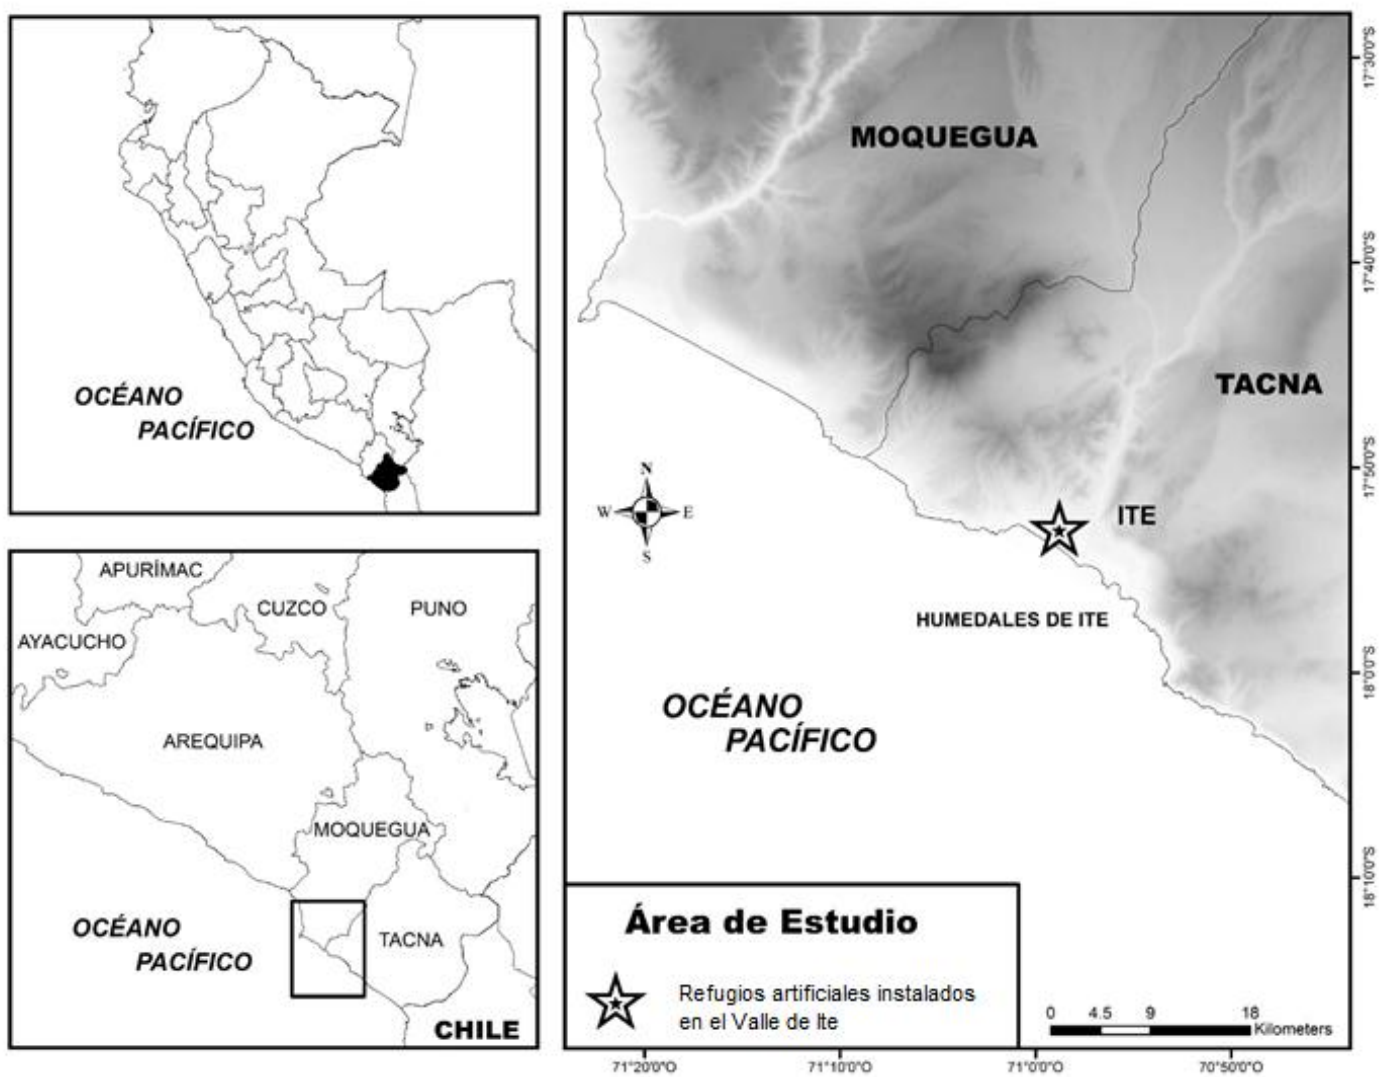 OCÉANO
PACÍFICO
APURÍMAC
CUZCO
PUNO
AYACUCHO
AREQUIPA
MOQUEGUA
OCÉANO
PACÍFICO
TACNA
CHILE
MOQUEGUA
TACNA
N
W
E
S
ITE
HUMEDALES DE ITE
OCÉANO
PACÍFICO
Área de Estudio
Refugios artificiales instalados
en el Valle de Ite
0 4.5 9 18
Kilometers
17°30'0"S
17°40'0"S
17°50'0"S
18°0'0"S
18°10'0"S
71°20'0"O
71°10'0"O
71°0'0"O
70°50'0"O